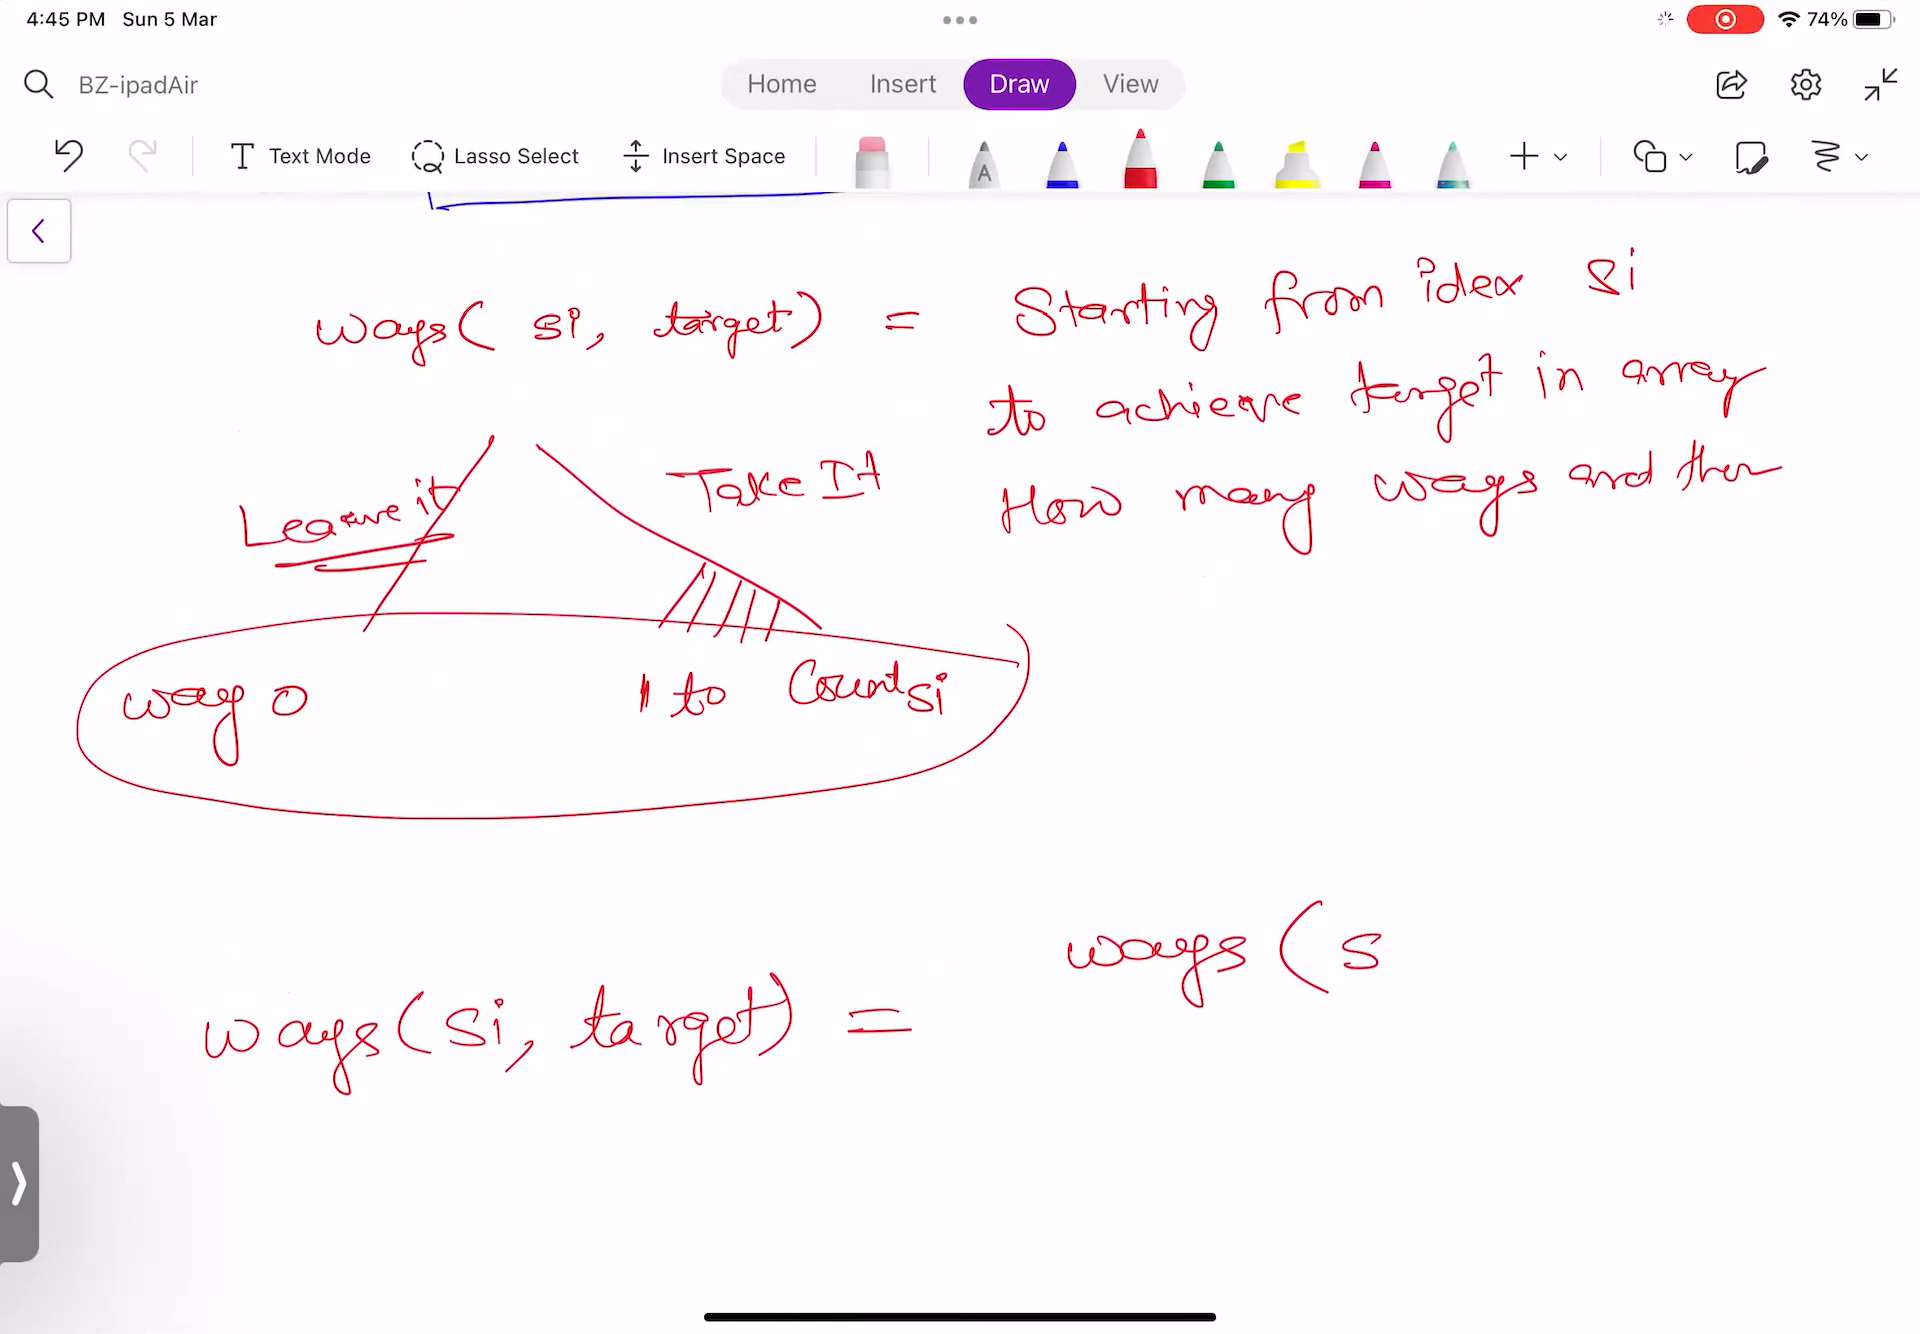 4:45 PM Sun 5 Mar
74%
BZ-ipadAir
Home Insert Draw View
Text Mode Lasso Select Insert Space
A
ways( si, target) = Starting from idex si
to achieve target in array
How many ways and then
Leave it
Take It
way 0
1 to Countsi
ways(si, target) =
ways ( s